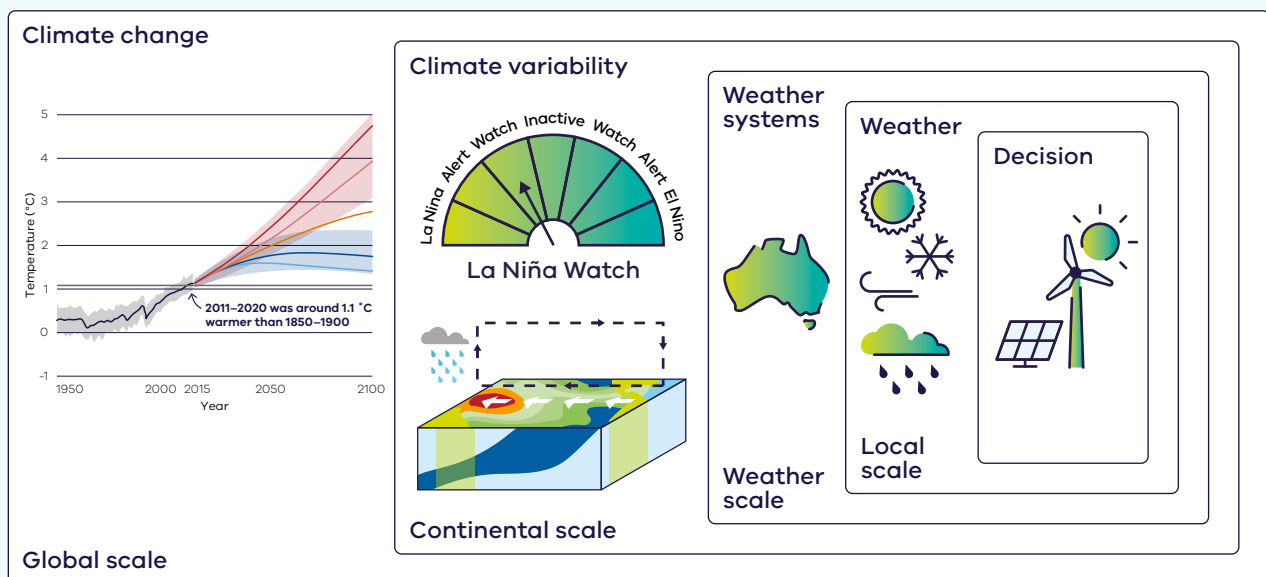 Climate change
Temperature (°C)
5
4
3
2
1
0
-1
1950
2000
2015
2050
2100
Year
2011–2020 was around 1.1 °C
warmer than 1850–1900
Global scale
Climate variability
La Nina
Alert
Watch
Inactive
Watch
Alert
El Nino
La Niña Watch
Continental scale
Weather
systems
Weather
scale
Weather
Local
scale
Decision